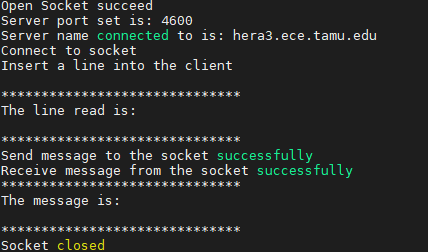 Open Socket succeed
Server port set is: 4600
Server name connected to is: hera3.ece.tamu.edu
Connect to socket
Insert a line into the client
******************************
The line read is:
******************************
Send message to the socket successfully
Receive message from the socket successfully
******************************
The message is:
******************************
Socket closed